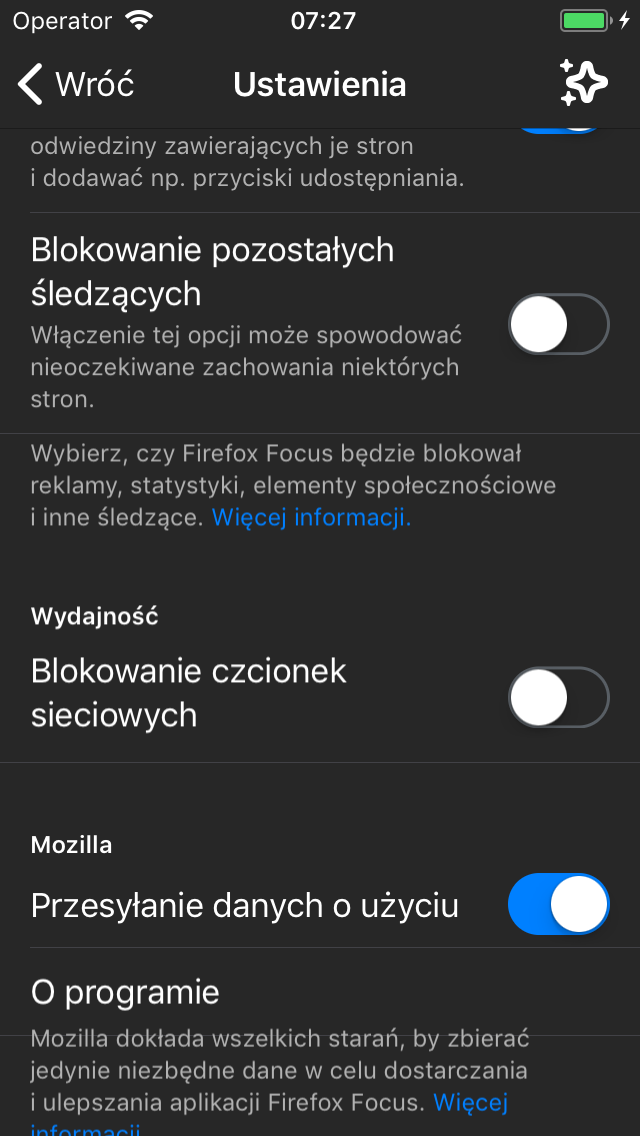 Operator 07:27
Wróć Ustawienia
odwiedziny zawierających je stron
i dodawać np. przyciski udostępniania.
Blokowanie pozostałych
śledzących
Włączenie tej opcji może spowodować
nieoczekiwane zachowania niektórych
stron.
Wybierz, czy Firefox Focus będzie blokował
reklamy, statystyki, elementy społecznościowe
i inne śledzące. Więcej informacji.
Wydajność
Blokowanie czcionek
sieciowych
Mozilla
Przesyłanie danych o użyciu
O programie
Mozilla dokłada wszelkich starań, by zbierać
jedynie niezbędne dane w celu dostarczania
i ulepszania aplikacji Firefox Focus. Więcej
informacji